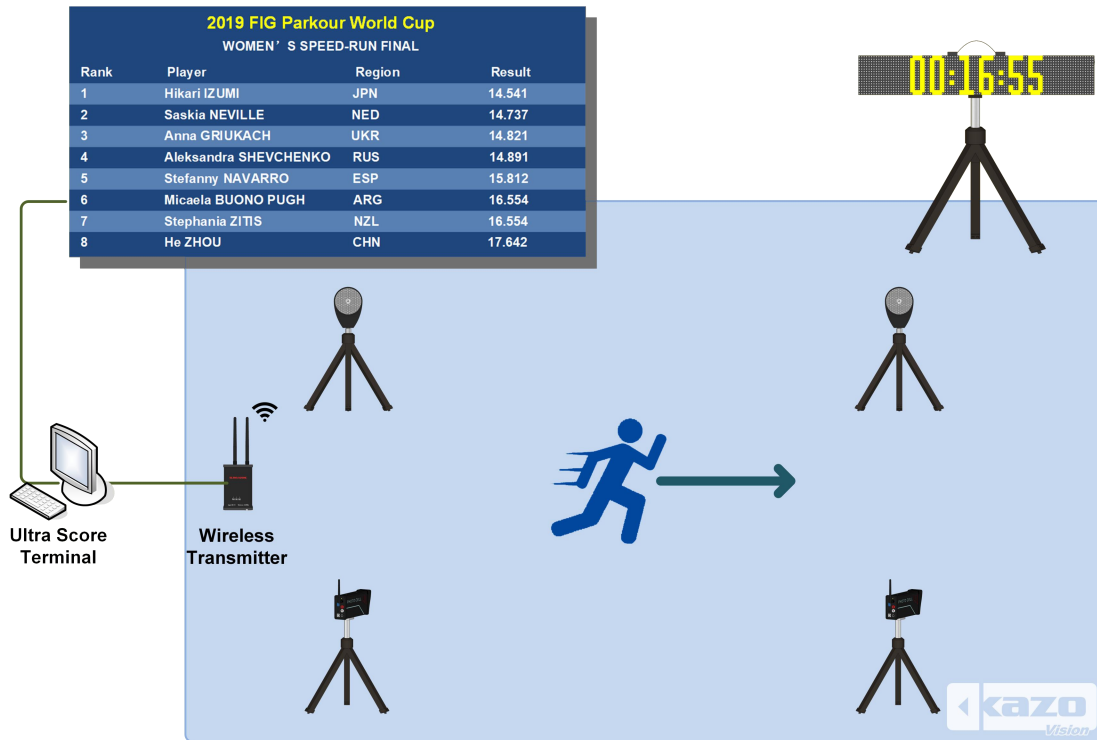 2019 FIG Parkour World Cup
WOMEN’S SPEED-RUN FINAL
Rank Player Region Result
1 Hikari IZUMI JPN 14.541
2 Saskia NEVILLE NED 14.737
3 Anna GRIUKACH UKR 14.821
4 Aleksandra SHEVCHENKO RUS 14.891
5 Stefanny NAVARRO ESP 15.812
6 Micaela BUONO PUGH ARG 16.554
7 Stephania ZITIS NZL 16.554
8 He ZHOU CHN 17.642
00:16:55
Ultra Score
Terminal
Wireless
Transmitter
kazo
Vision